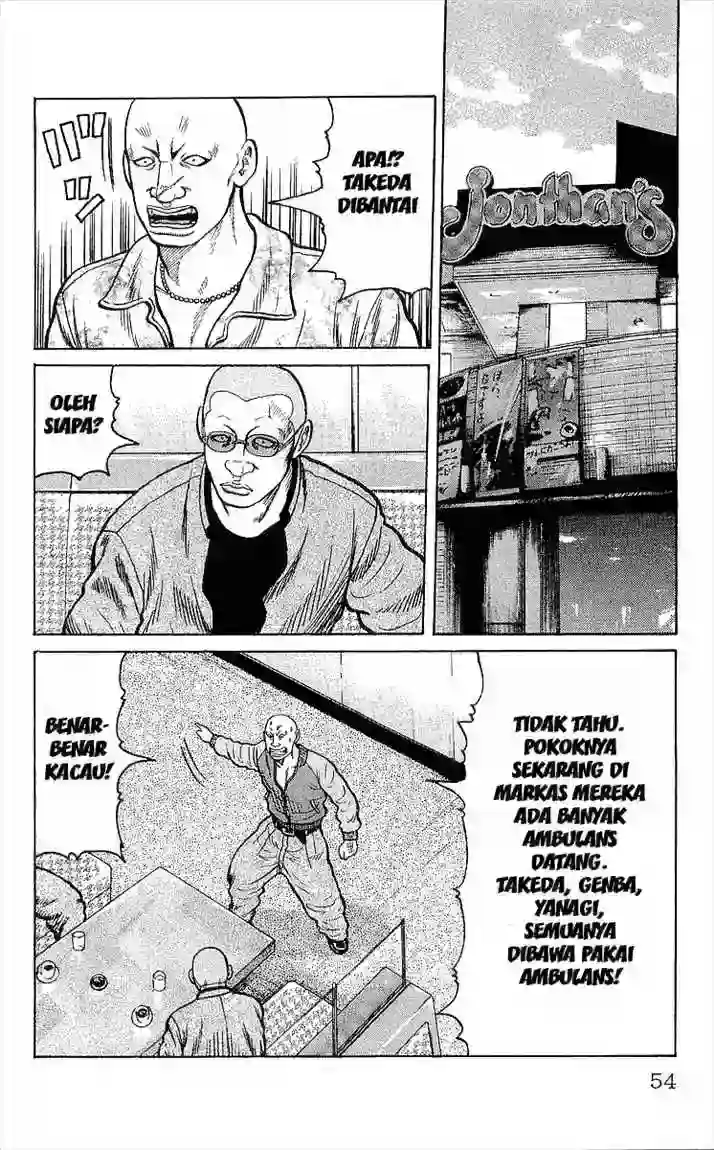 Jonthan's
APA!?
TAKEDA
DIBANTAI
OLEH
SIAPA?
TIDAK TAHU.
POKOKNYA
SEKARANG DI
MARKAS MEREKA
ADA BANYAK
AMBULANS
DATANG.
TAKEDA, GENBA,
YANAGI,
SEMUANYA
DIBAWA PAKAI
AMBULANS!
BENAR-
BENAR
KACAU!
54